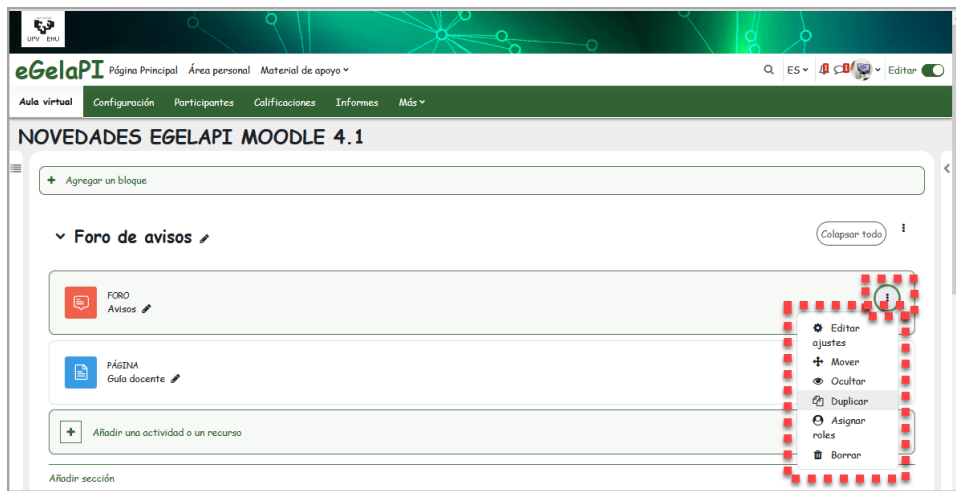 UPV EHU
eGelaPI Página Principal Área personal Material de apoyo ES Editar
Aula virtual Configuración Participantes Calificaciones Informes Más
NOVEDADES EGELAPI MOODLE 4.1
+ Agregar un bloque
Foro de avisos
Colapsar todo
FORO
Avisos
Editar
ajustes
Mover
Ocultar
Duplicar
Asignar
roles
Borrar
PÁGINA
Guía docente
+ Añadir una actividad o un recurso
Añadir sección